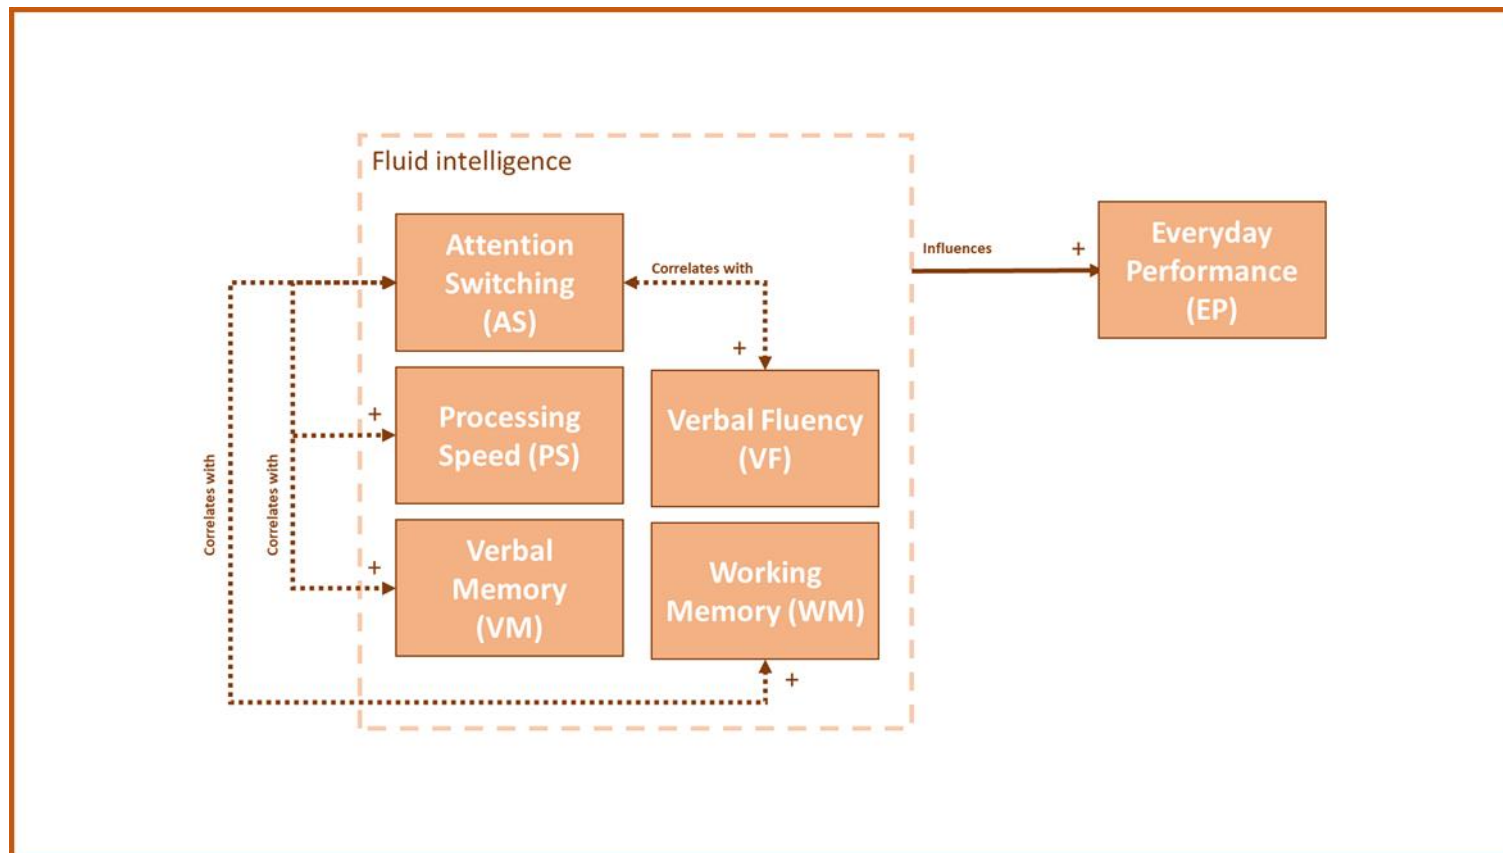 Fluid intelligence
Attention
Switching
(AS)
Correlates with
+
Influences
+
Everyday
Performance
(EP)
+
Processing
Speed (PS)
Verbal Fluency
(VF)
Correlates with
Correlates with
+
Verbal
Memory
(VM)
Working
Memory (WM)
+